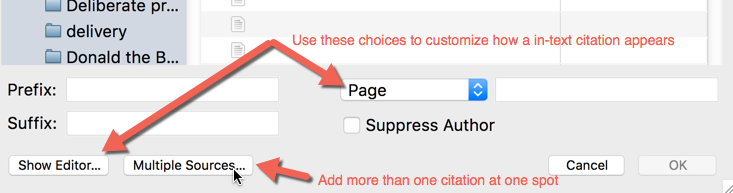 Deliberate pr...
delivery
Donald the B...
Use these choices to customize how a in-text citation appears
Prefix:
Page
Suffix:
Suppress Author
Show Editor...
Multiple Sources...
Cancel
OK
Add more than one citation at one spot